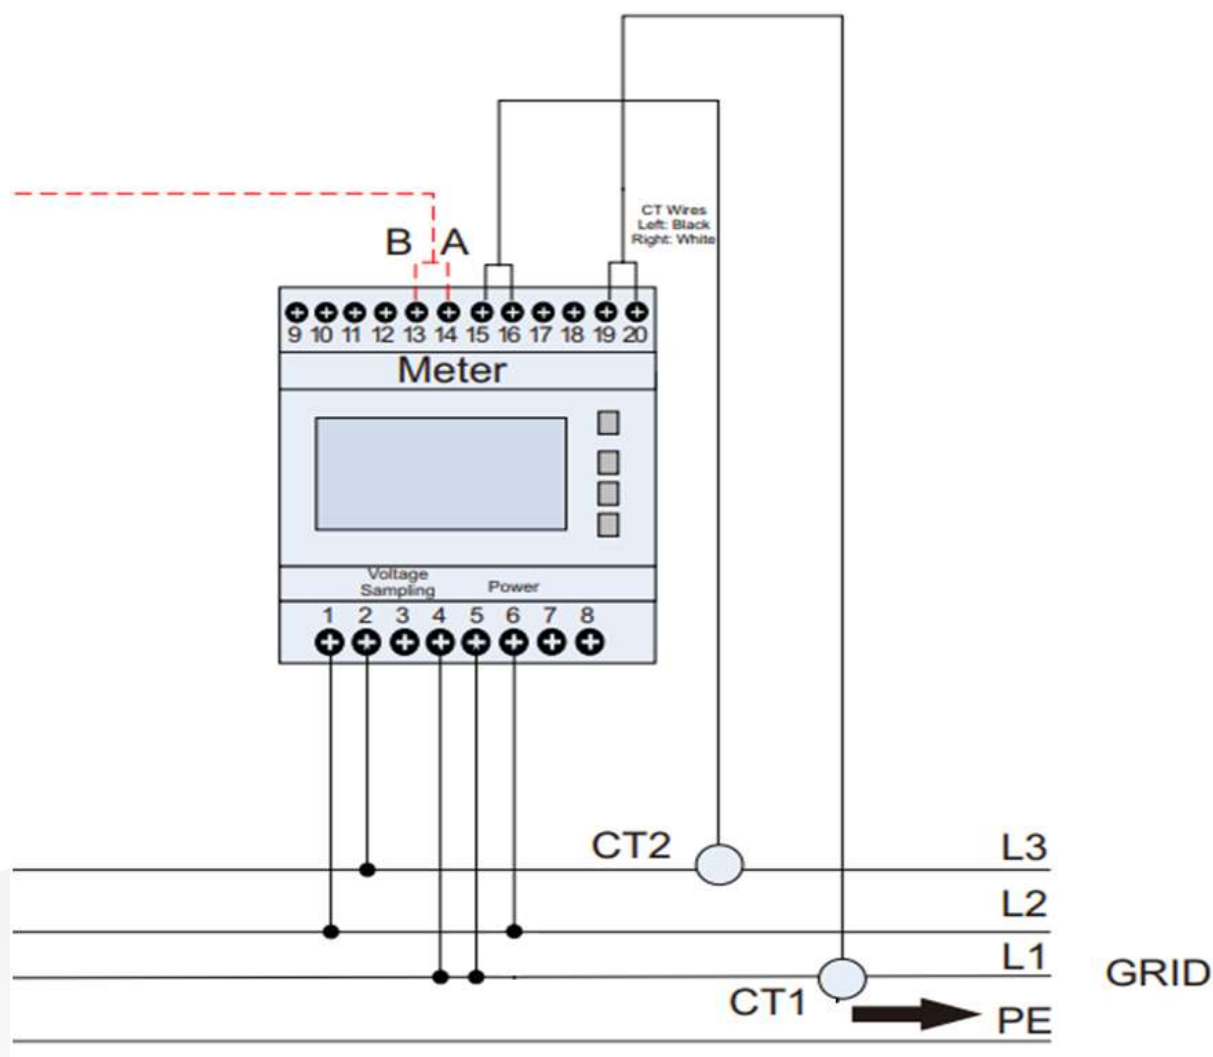 CT Wires
Left: Black
Right: White
B A
9 10 11 12 13 14 15 16 17 18 19 20
Meter
Voltage
Sampling
Power
1 2 3 4 5 6 7 8
CT2
L3
L2
L1
GRID
CT1
PE